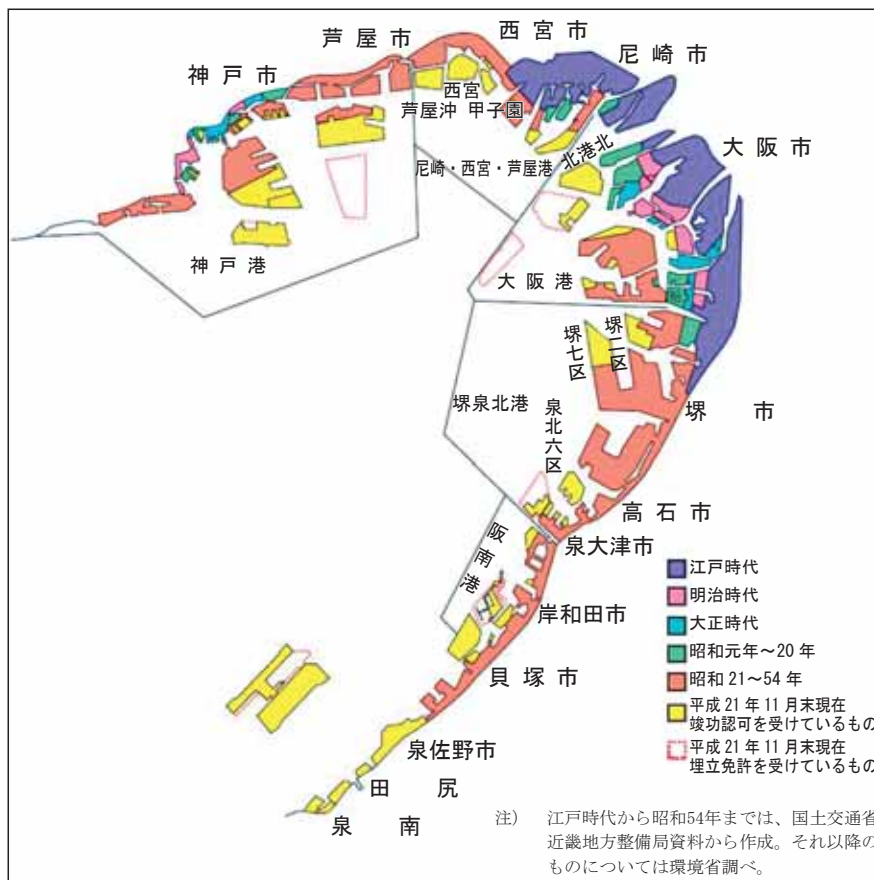 西宮市
芦屋市
尼崎市
神戸市
西宮
芦屋沖 甲子園
大阪市
北港北
尼崎・西宮・芦屋港
神戸港
大阪港
堺七区
堺二区
堺泉北港
泉北六区
堺市
高石市
阪南港
泉大津市
岸和田市
貝塚市
泉佐野市
田尻
泉南
江戸時代
明治時代
大正時代
昭和元年～20年
昭和21～54年
平成21年11月末現在
竣功認可を受けているもの
平成21年11月末現在
埋立免許を受けているもの
注) 江戸時代から昭和54年までは、国土交通省
近畿地方整備局資料から作成。それ以降の
ものについては環境省調べ。